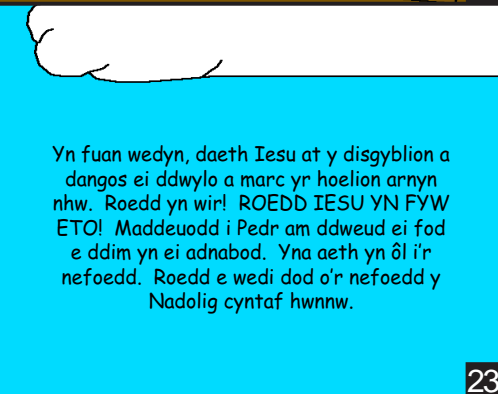 Yn fuan wedyn, daeth Iesu at y disgyblion a
dangos ei ddwylo a marc yr hoelion arnyn
nhw. Roedd yn wir! ROEDD IESU YN FYW
ETO! Maddeuodd i Pedr am ddweud ei fod
e ddim yn ei adnabod. Yna aeth yn ôl i'r
nefoedd. Roedd e wedi dod o'r nefoedd y
Nadolig cyntaf hwnnw.
23